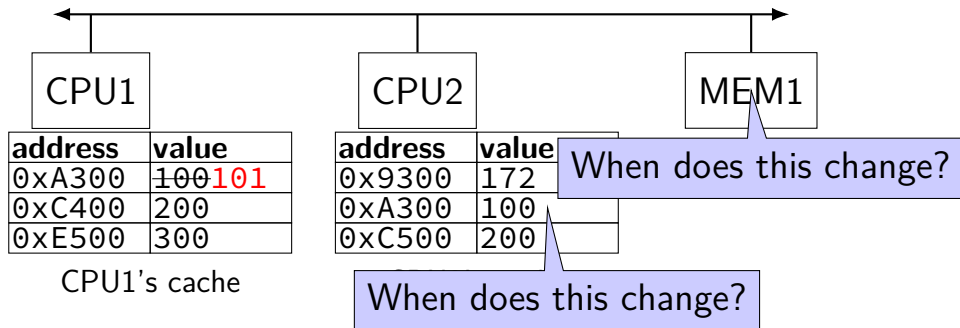 CPU1
CPU2
MEM1
address value
0xA300 100101
0xC400 200
0xE500 300
CPU1's cache
address value
0x9300 172
0xA300 100
0xC500 200
When does this change?
When does this change?